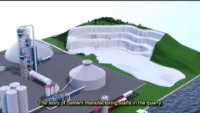 The story of cement manufacturing starts in the quarry.